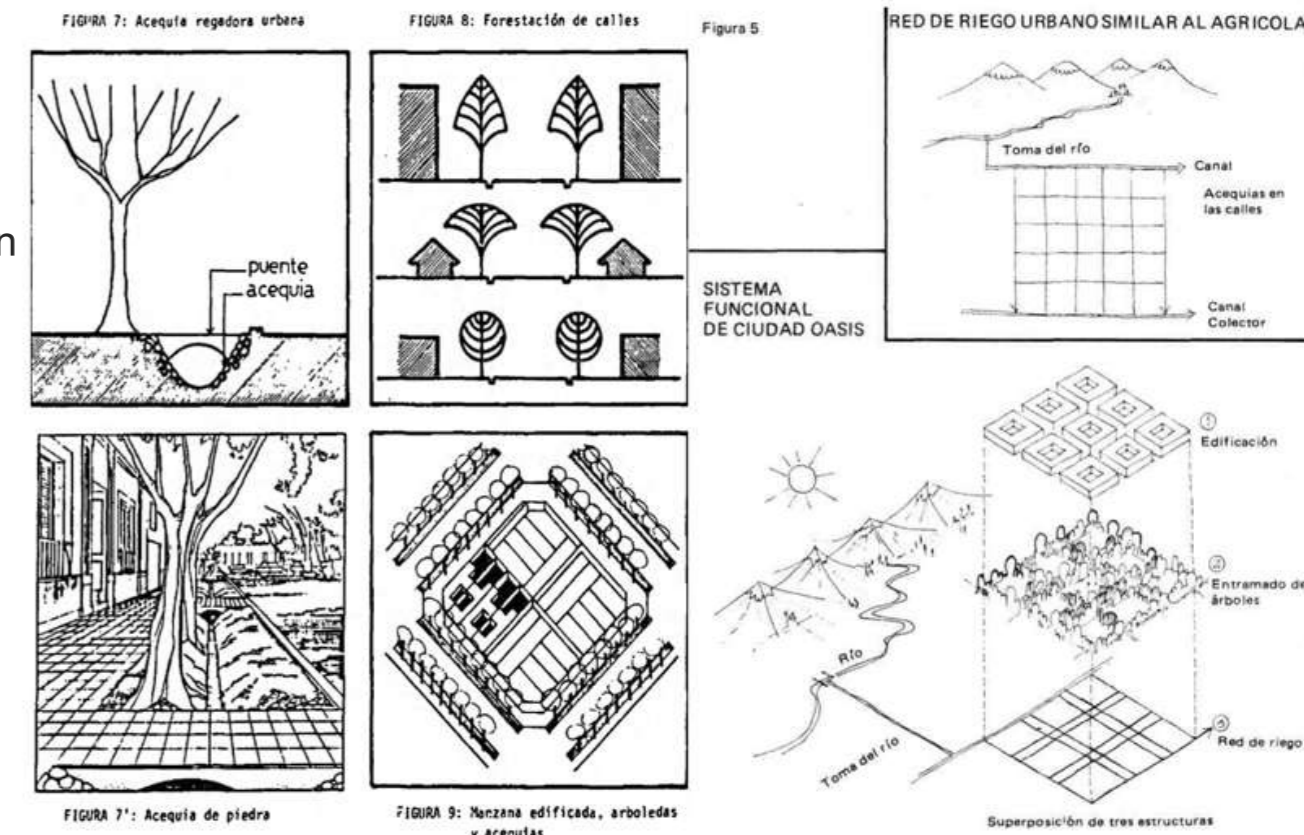 FIGURA 7: Acequia regadora urbana
puente
acequia
FIGURA 8: Forestación de calles
FIGURA 7': Acequia de piedra
FIGURA 9: Manzana edificada, arboledas
y acequias
Figura 5
SISTEMA
FUNCIONAL
DE CIUDAD OASIS
RED DE RIEGO URBANO SIMILAR AL AGRICOLA
Toma del río
Canal
Acequias en
las calles
Canal
Colector
Río
Toma del río
1
Edificación
2
Entramado de
árboles
3
Red de riego
Superposición de tres estructuras